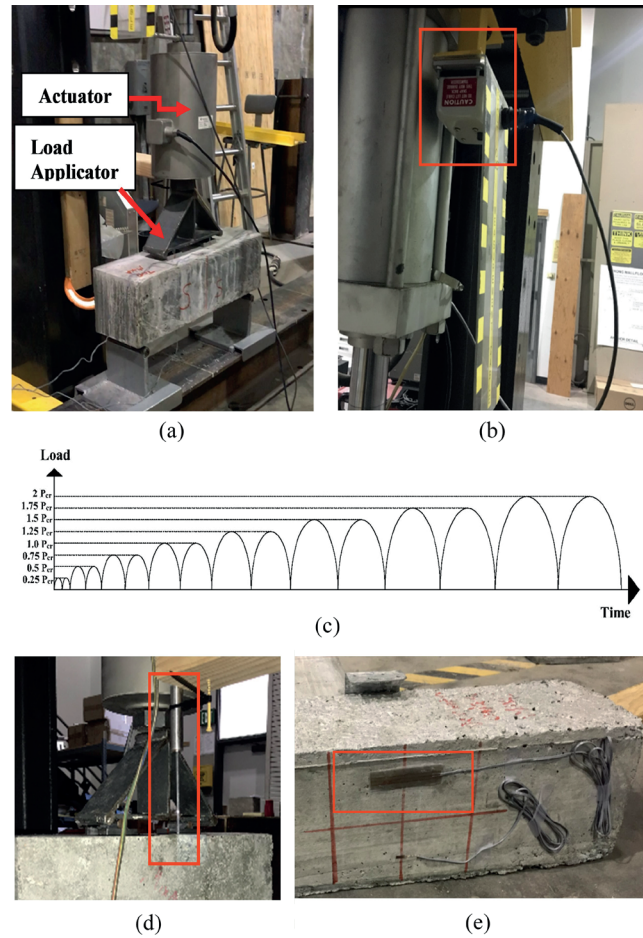 Actuator
Load
Applicator
(a)
CAUTION
(b)
Load
2 Pcr
1.75 Pcr
1.5 Pcr
1.25 Pcr
1.0 Pcr
0.75 Pcr
0.5 Pcr
0.25 Pcr
Time
(c)
(d)
(e)